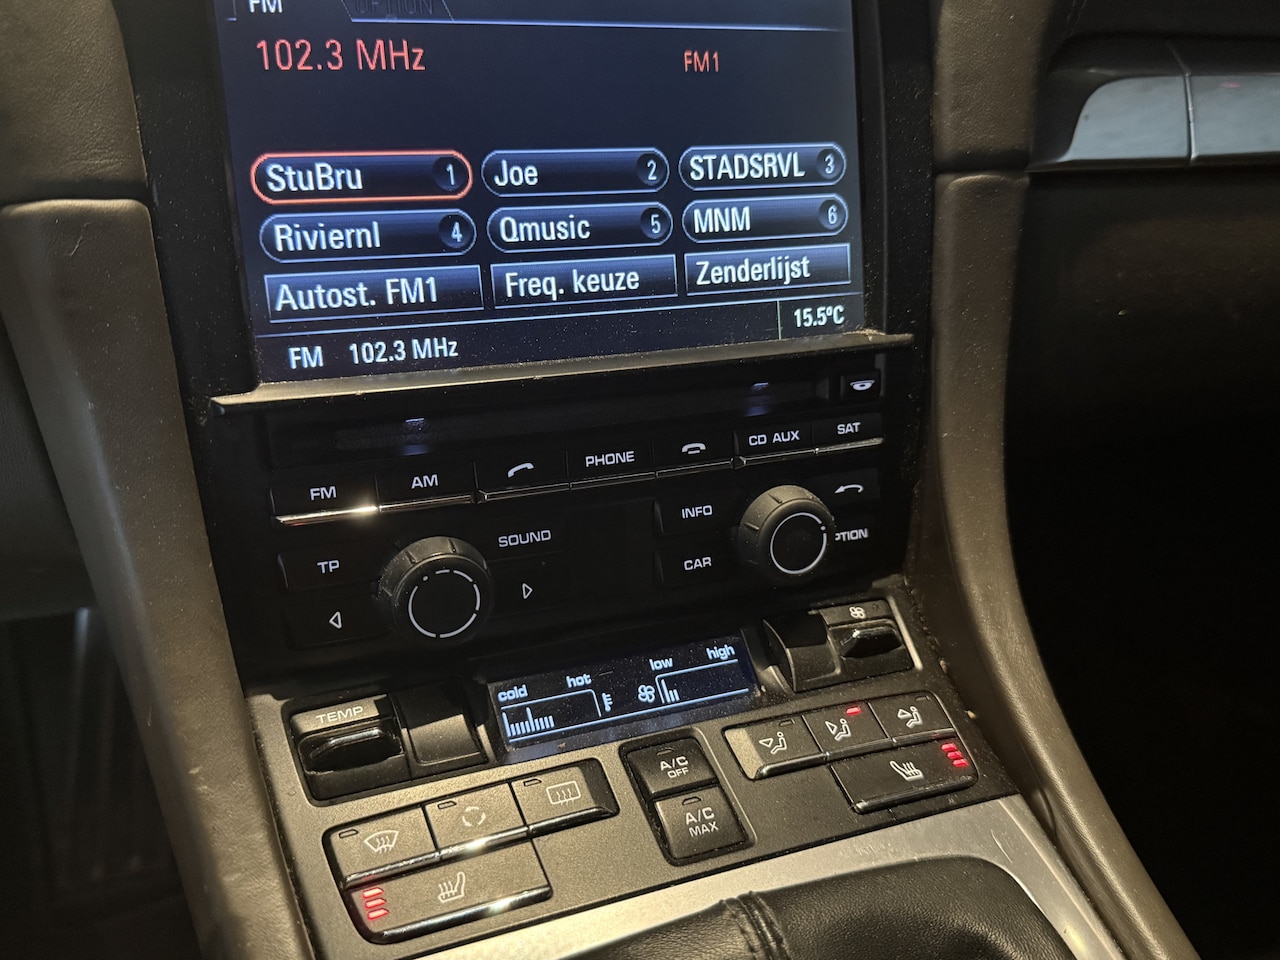 FM OPTION
102.3 MHz FM1
StuBru 1 Joe 2 STADSRVL 3
Riviernl 4 Qmusic 5 MNM 6
Autost. FM1 Freq. keuze Zenderlijst
15.5°C
FM 102.3 MHz
FM AM PHONE CD AUX SAT
SOUND INFO
TP CAR PTION
cold hot low high
TEMP
A/C
OFF
A/C
MAX